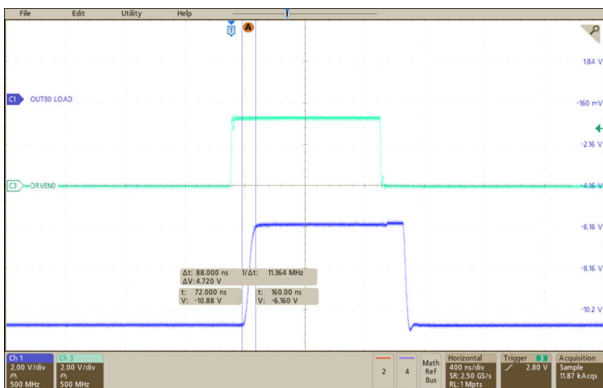 File Edit Utility Help
T A
1.84 V
C1 OUT80 LOAD
-160 mV
-2.16 V
C3 DRVEN0
-4.16 V
-6.16 V
Δt: 88.000 ns 1/Δt: 11.364 MHz
ΔV: 4.720 V
-8.16 V
t: 72.000 ns t: 160.00 ns
V: -10.88 V V: -6.160 V
-10.2 V
Ch 1 Ch 3 Math Horizontal Trigger Acquisition
2.00 V/div 2.00 V/div 2 4 Ref 400 ns/div 2.80 V Sample
Bus SR: 2.50 GS/s 11.87 kAcqs
500 MHz 500 MHz RL: 1 Mpts